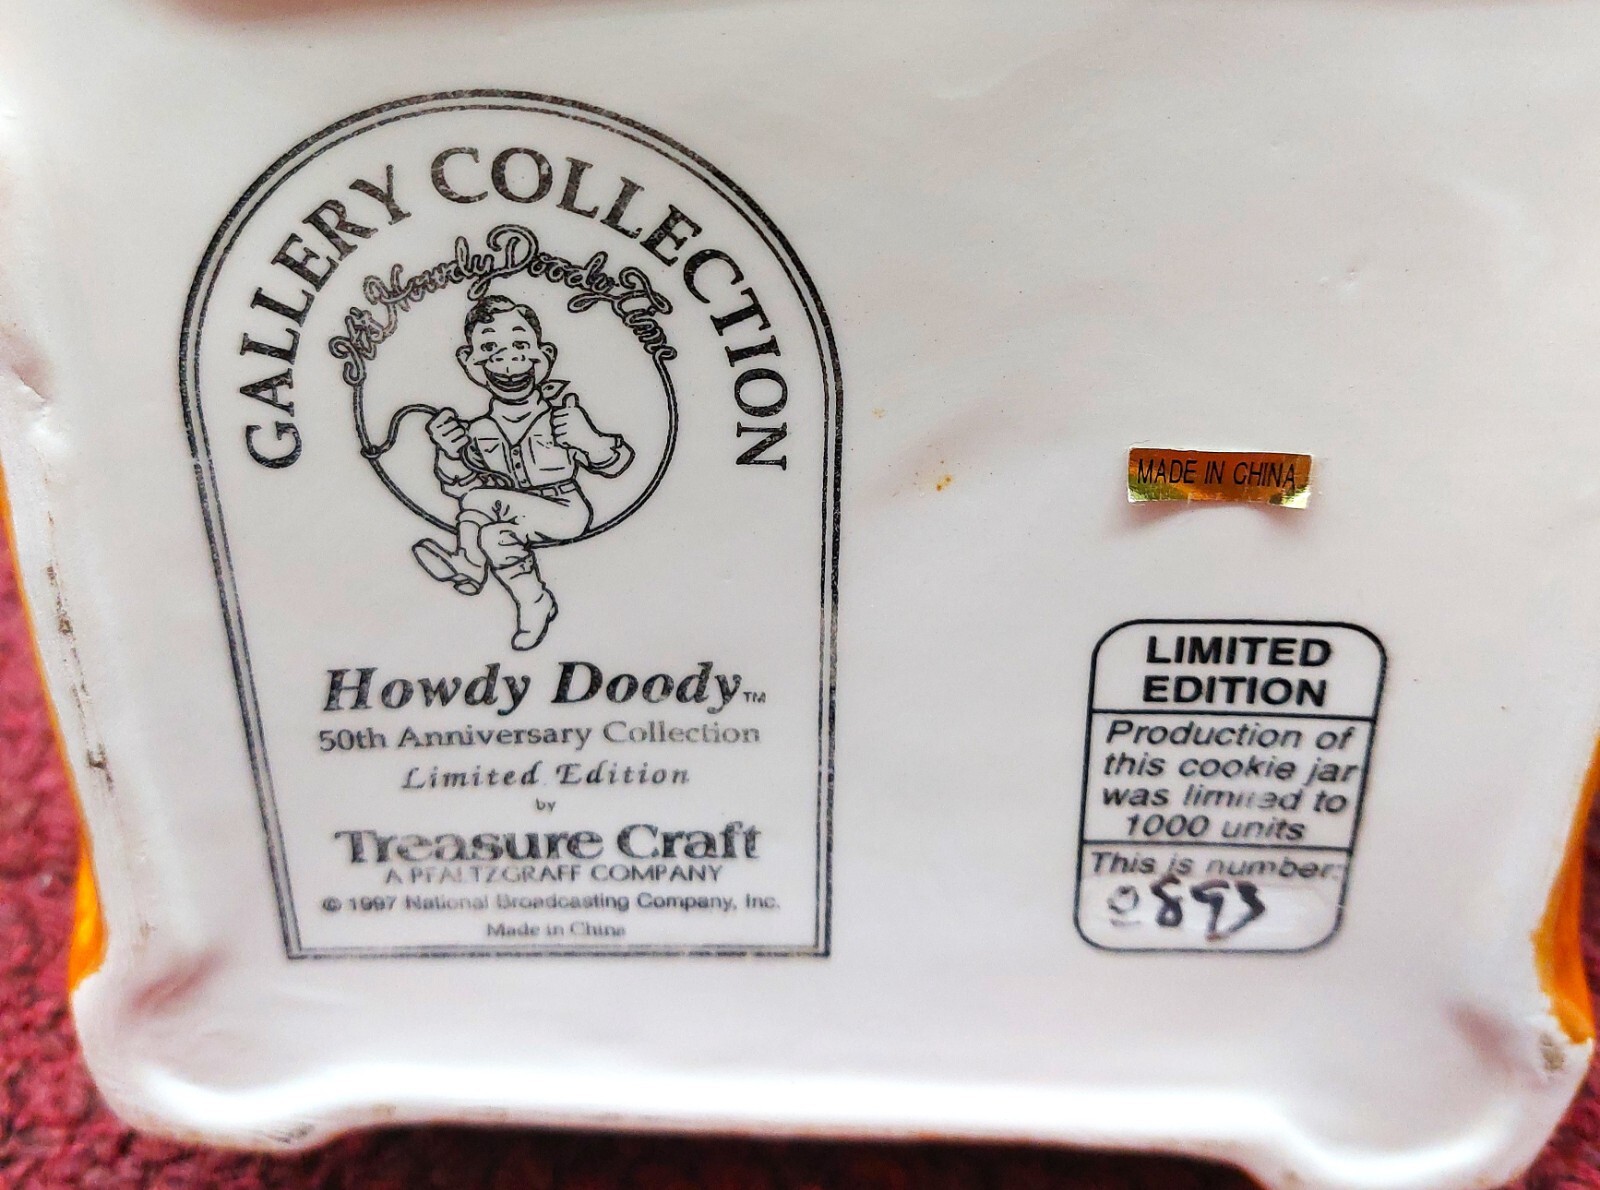 GALLERY COLLECTION
It's Howdy Doody Time
Howdy Doody™
50th Anniversary Collection
Limited Edition
by
Treasure Craft
A PFALTZGRAFF COMPANY
© 1997 National Broadcasting Company, Inc.
Made in China
MADE IN CHINA
LIMITED
EDITION
Production of
this cookie jar
was limited to
1000 units
This is number:
0893